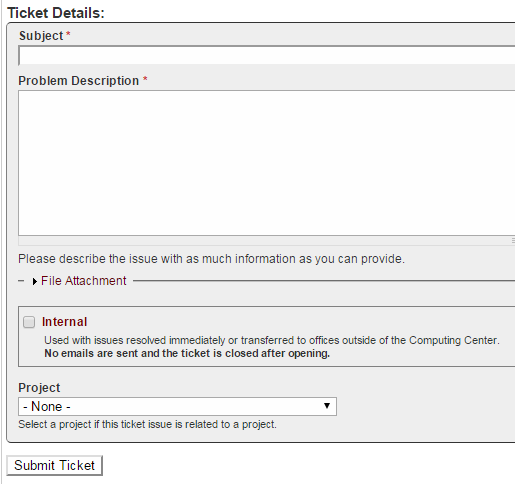 Ticket Details:
Subject *
Problem Description *
Please describe the issue with as much information as you can provide.
File Attachment
Internal
Used with issues resolved immediately or transferred to offices outside of the Computing Center.
No emails are sent and the ticket is closed after opening.
Project
- None -
Select a project if this ticket issue is related to a project.
Submit Ticket